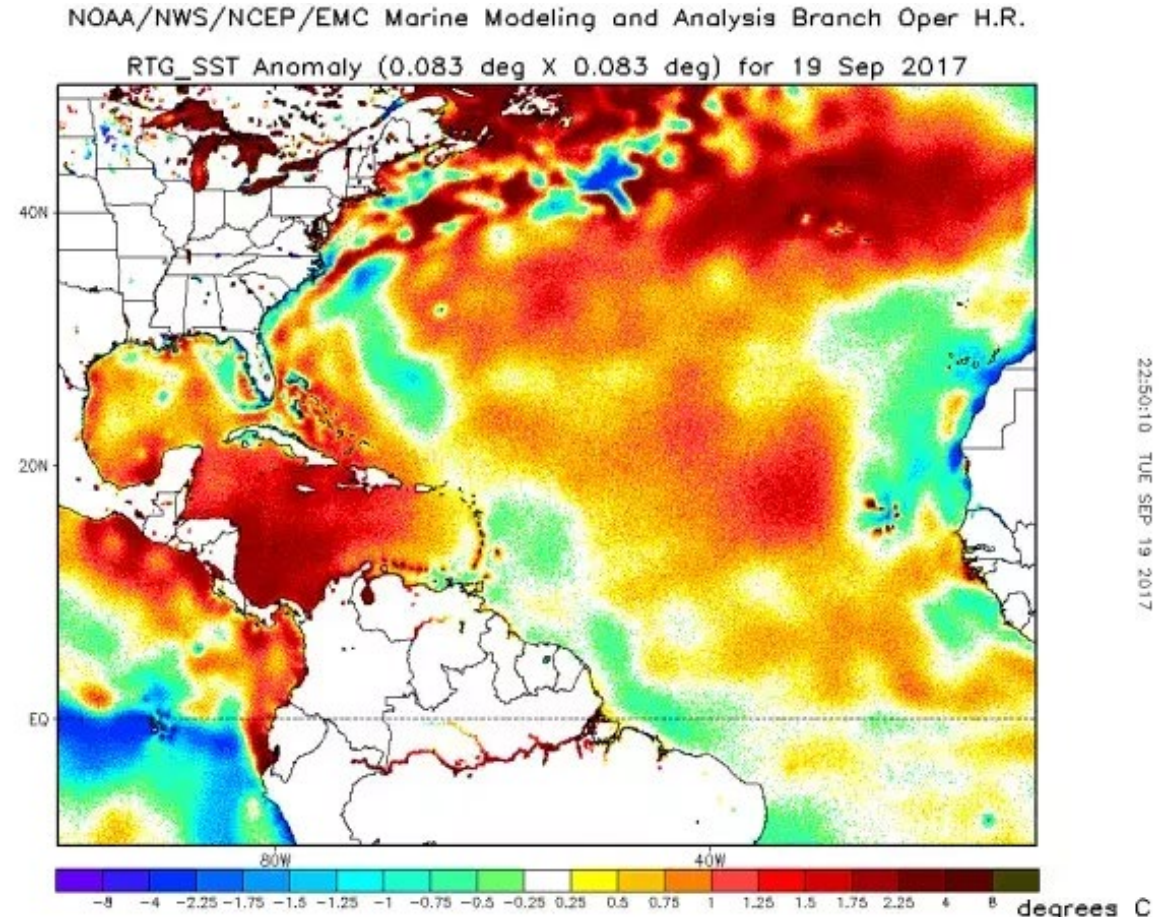 NOAA/NWS/NCEP/EMC Marine Modeling and Analysis Branch Oper H.R.
RTG_SST Anomaly (0.083 deg X 0.083 deg) for 19 Sep 2017
40N
20N
EQ
80W
40W
22:50:10 TUE SEP 19 2017
-8 -4 -2.25 -1.75 -1.5 -1.25 -1 -0.75 -0.5 -0.25 0.25 0.5 0.75 1 1.25 1.5 1.75 2.25 4 8
degrees C